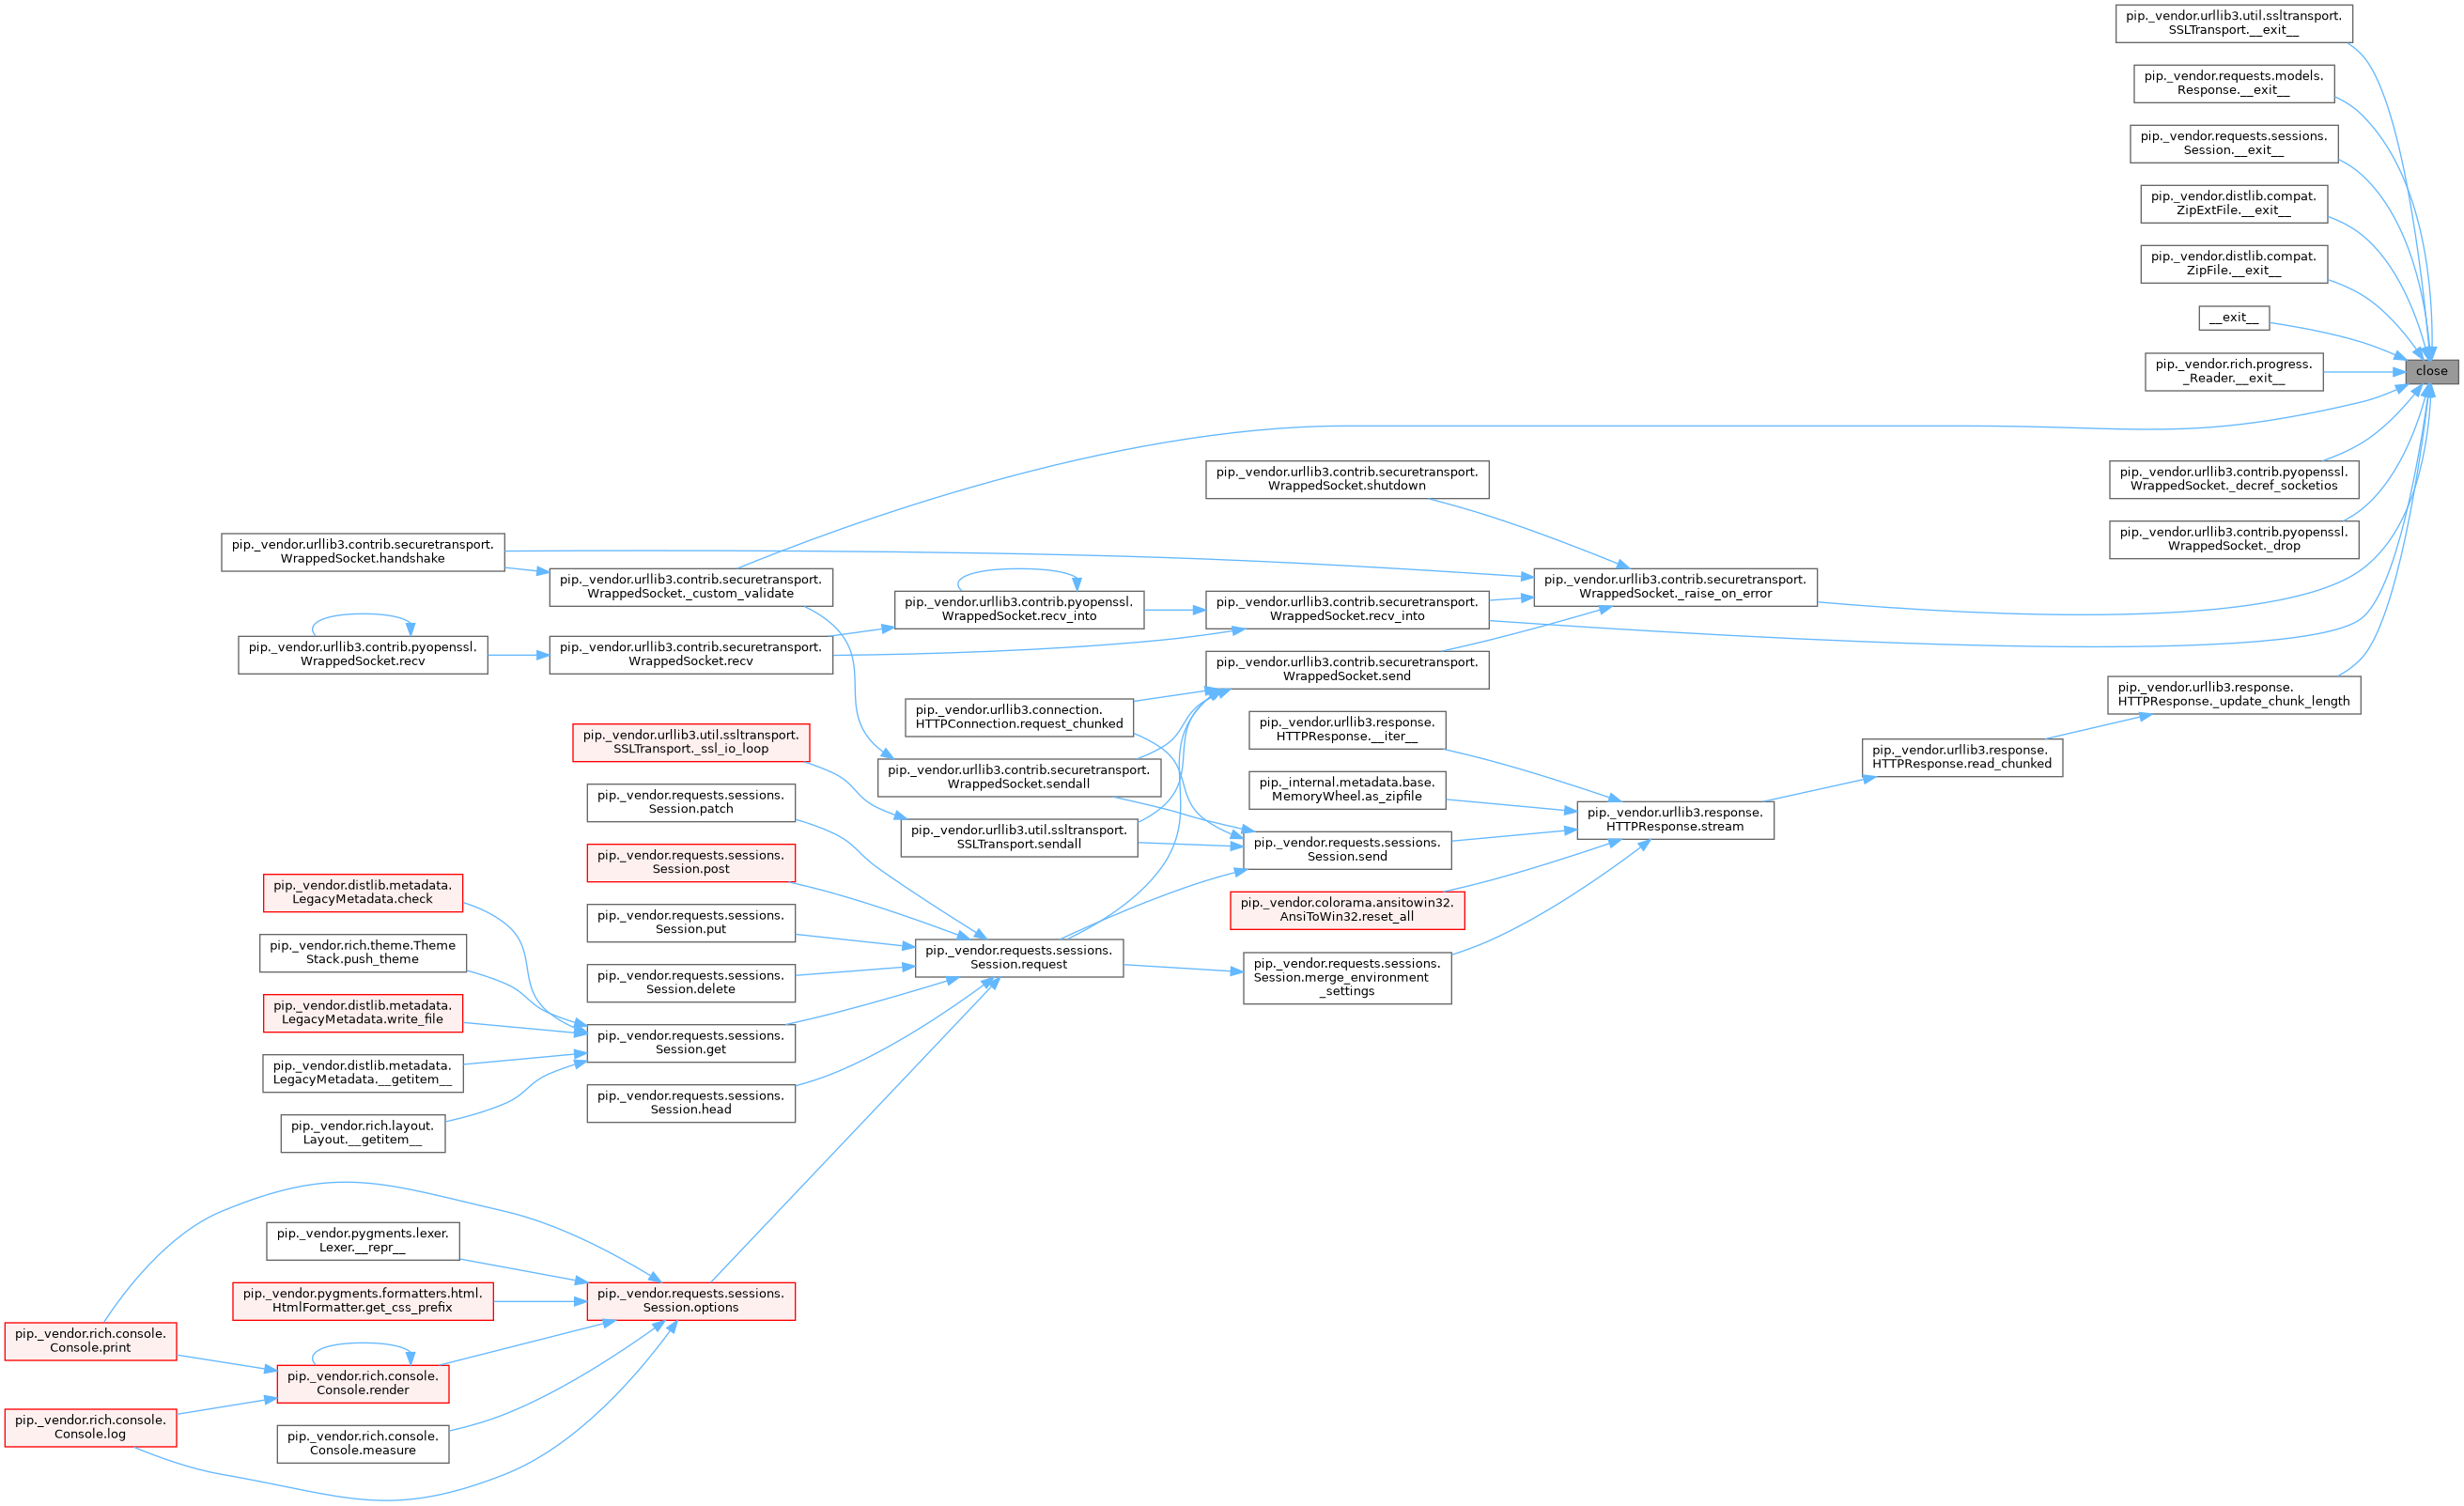 pip._vendor.urllib3.util.ssltransport.
SSLTransport.__exit__
pip._vendor.requests.models.
Response.__exit__
pip._vendor.requests.sessions.
Session.__exit__
pip._vendor.distlib.compat.
ZipExtFile.__exit__
pip._vendor.distlib.compat.
ZipFile.__exit__
__exit__
pip._vendor.rich.progress.
_Reader.__exit__
close
pip._vendor.urllib3.contrib.pyopenssl.
WrappedSocket._decref_socketios
pip._vendor.urllib3.contrib.pyopenssl.
WrappedSocket._drop
pip._vendor.urllib3.contrib.securetransport.
WrappedSocket.shutdown
pip._vendor.urllib3.contrib.securetransport.
WrappedSocket.handshake
pip._vendor.urllib3.contrib.securetransport.
WrappedSocket._custom_validate
pip._vendor.urllib3.contrib.securetransport.
WrappedSocket._raise_on_error
pip._vendor.urllib3.contrib.pyopenssl.
WrappedSocket.recv_into
pip._vendor.urllib3.contrib.securetransport.
WrappedSocket.recv_into
pip._vendor.urllib3.contrib.pyopenssl.
WrappedSocket.recv
pip._vendor.urllib3.contrib.securetransport.
WrappedSocket.recv
pip._vendor.urllib3.contrib.securetransport.
WrappedSocket.send
pip._vendor.urllib3.response.
HTTPResponse._update_chunk_length
pip._vendor.urllib3.connection.
HTTPConnection.request_chunked
pip._vendor.urllib3.response.
HTTPResponse.__iter__
pip._vendor.urllib3.util.ssltransport.
SSLTransport._ssl_io_loop
pip._vendor.urllib3.response.
HTTPResponse.read_chunked
pip._vendor.urllib3.contrib.securetransport.
WrappedSocket.sendall
pip._internal.metadata.base.
MemoryWheel.as_zipfile
pip._vendor.requests.sessions.
Session.patch
pip._vendor.urllib3.response.
HTTPResponse.stream
pip._vendor.urllib3.util.ssltransport.
SSLTransport.sendall
pip._vendor.requests.sessions.
Session.send
pip._vendor.requests.sessions.
Session.post
pip._vendor.distlib.metadata.
LegacyMetadata.check
pip._vendor.colorama.ansitowin32.
AnsiToWin32.reset_all
pip._vendor.requests.sessions.
Session.put
pip._vendor.rich.theme.Theme
Stack.push_theme
pip._vendor.requests.sessions.
Session.request
pip._vendor.requests.sessions.
Session.merge_environment
_settings
pip._vendor.requests.sessions.
Session.delete
pip._vendor.distlib.metadata.
LegacyMetadata.write_file
pip._vendor.requests.sessions.
Session.get
pip._vendor.distlib.metadata.
LegacyMetadata.__getitem__
pip._vendor.requests.sessions.
Session.head
pip._vendor.rich.layout.
Layout.__getitem__
pip._vendor.pygments.lexer.
Lexer.__repr__
pip._vendor.pygments.formatters.html.
HtmlFormatter.get_css_prefix
pip._vendor.requests.sessions.
Session.options
pip._vendor.rich.console.
Console.print
pip._vendor.rich.console.
Console.render
pip._vendor.rich.console.
Console.log
pip._vendor.rich.console.
Console.measure